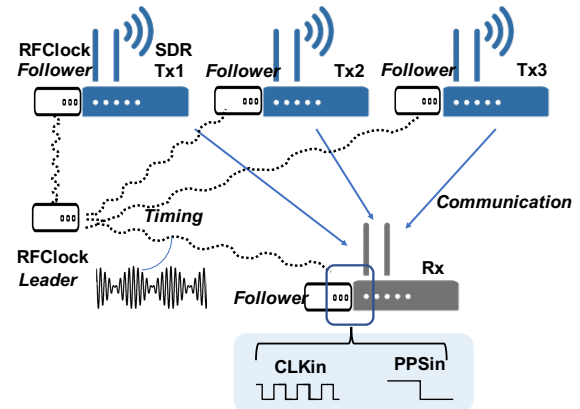 RFClock
Follower
SDR
Tx1
Follower
Tx2
Follower
Tx3
Timing
Communication
RFClock
Leader
Rx
Follower
CLKin
PPSin